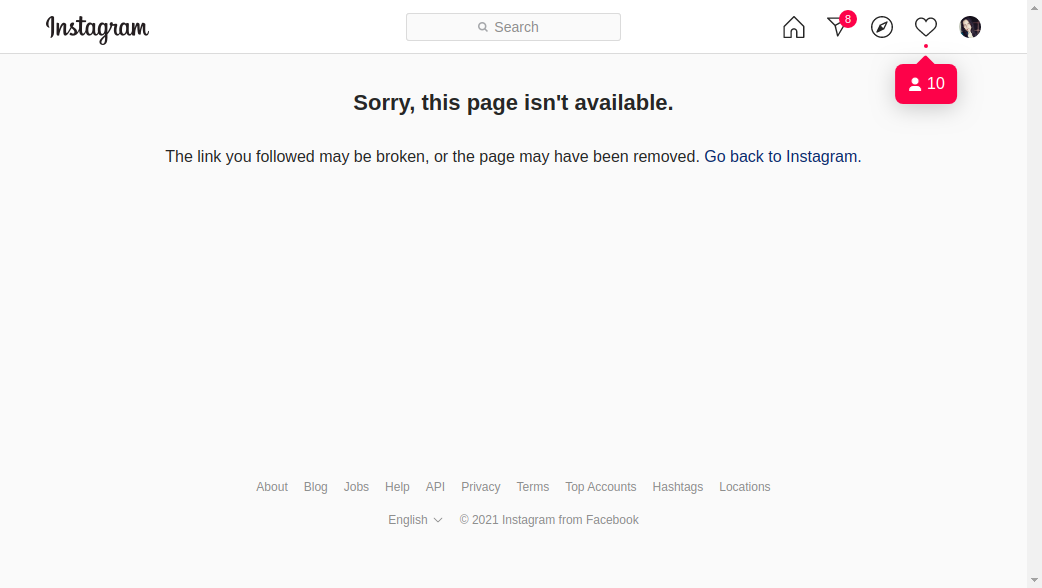 Instagram
Search
8
10
Sorry, this page isn't available.
The link you followed may be broken, or the page may have been removed. Go back to Instagram.
About Blog Jobs Help API Privacy Terms Top Accounts Hashtags Locations
English © 2021 Instagram from Facebook